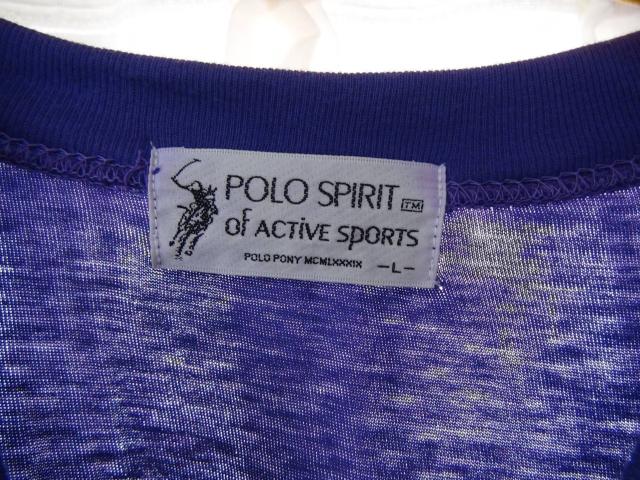 POLO SPIRIT TM
of ACTIVE SPORTS
POLO PONY MCMLXXXIX -L-